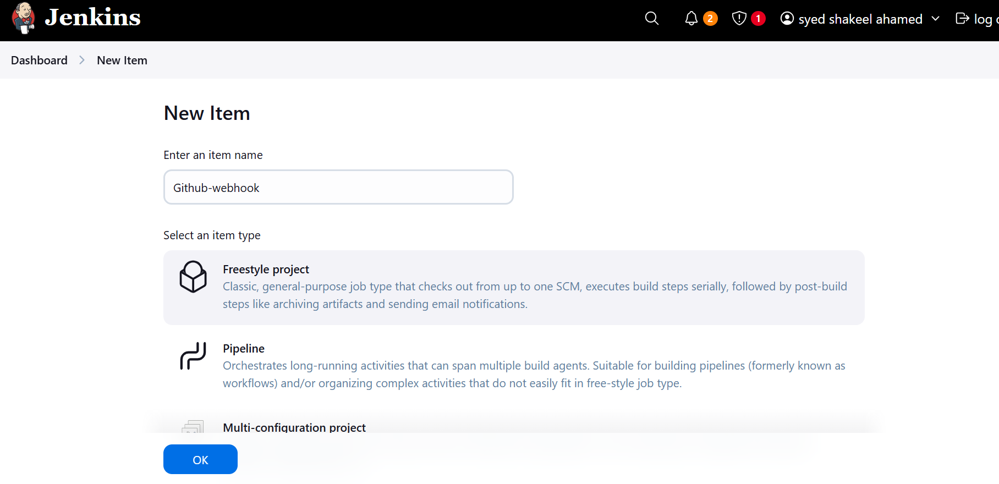 Jenkins
2
1
syed shakeel ahamed
log
Dashboard
New Item
New Item
Enter an item name
Github-webhook
Select an item type
Freestyle project
Classic, general-purpose job type that checks out from up to one SCM, executes build steps serially, followed by post-build
steps like archiving artifacts and sending email notifications.
Pipeline
Orchestrates long-running activities that can span multiple build agents. Suitable for building pipelines (formerly known as
workflows) and/or organizing complex activities that do not easily fit in free-style job type.
Multi-configuration project
OK